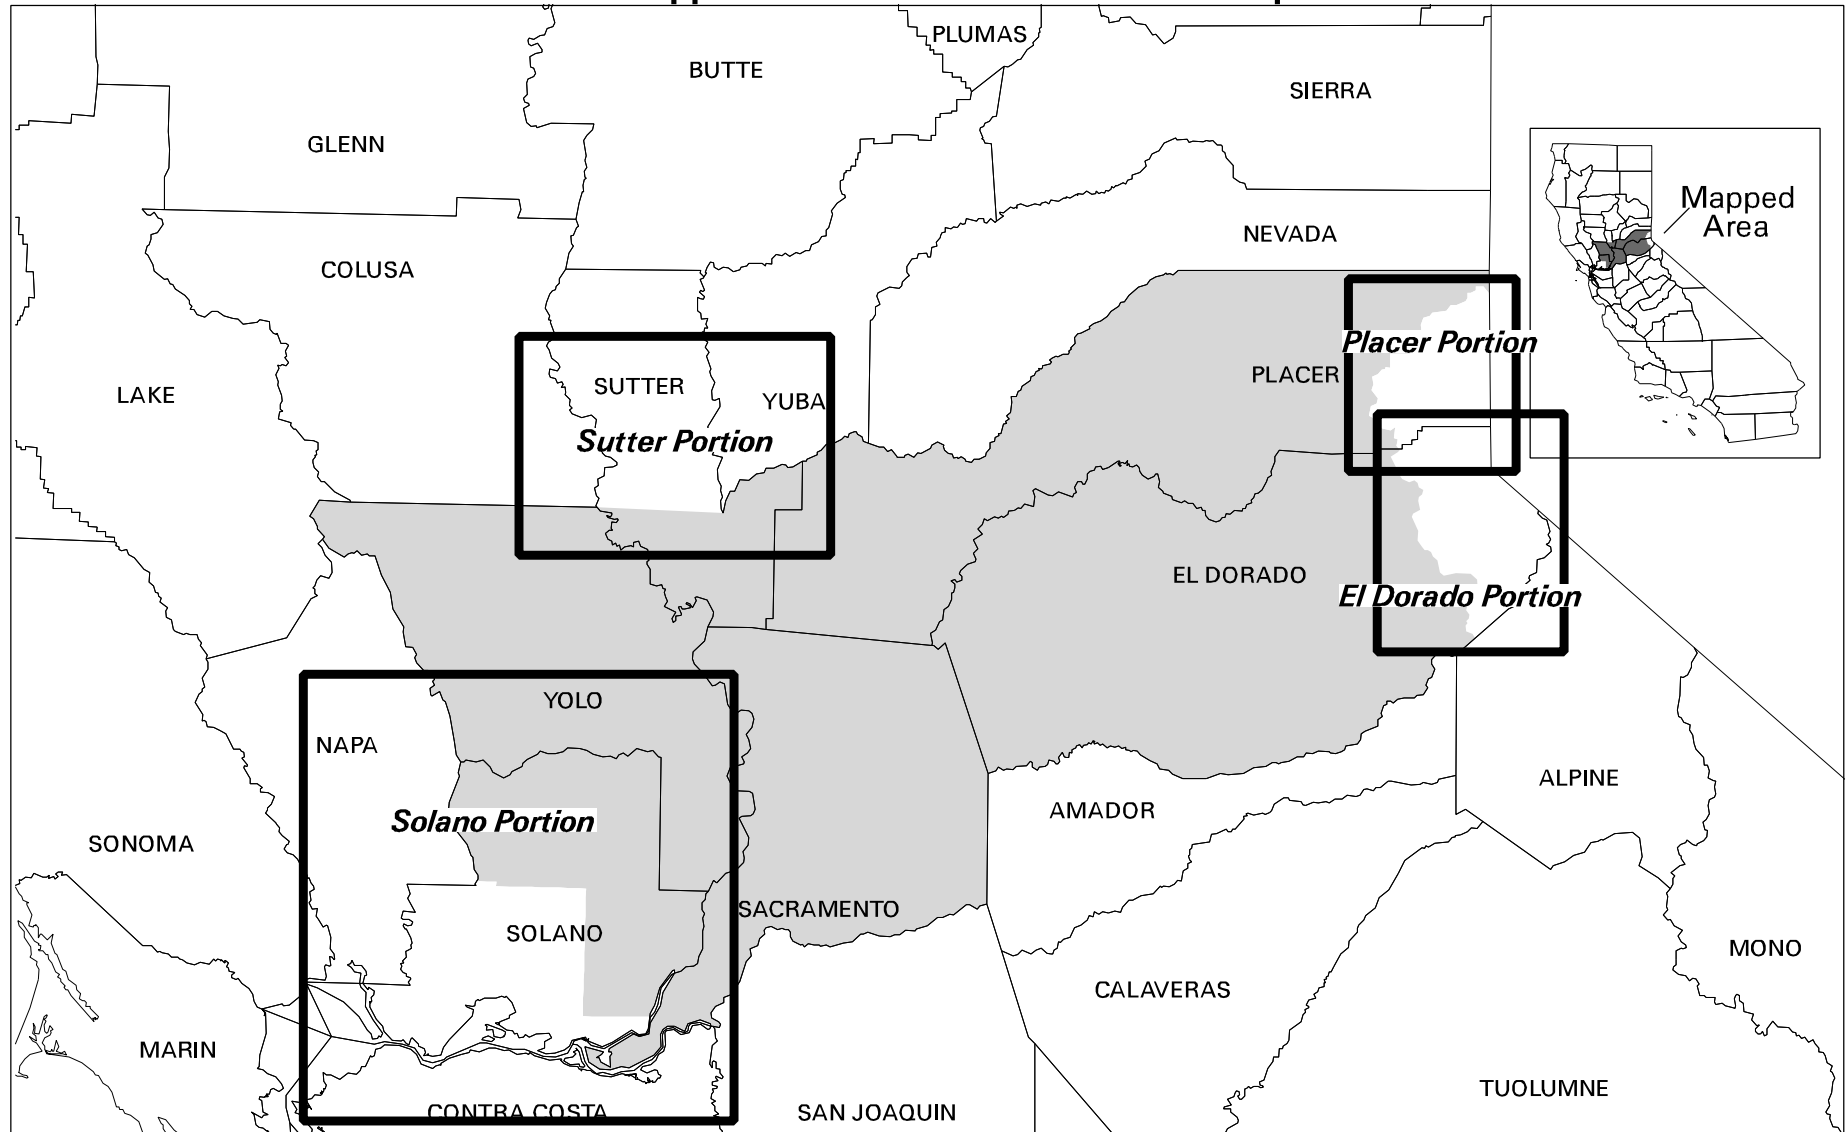 PLUMAS
BUTTE
SIERRA
GLENN
Mapped
Area
NEVADA
COLUSA
Placer Portion
PLACER
SUTTER
LAKE
YUBA
Sutter Portion
EL DORADO
El Dorado Portion
YOLO
NAPA
ALPINE
AMADOR
Solano Portion
SONOMA
SACRAMENTO
SOLANO
MONO
CALAVERAS
MARIN
TUOLUMNE
CONTRA COSTA
SAN JOAQUIN